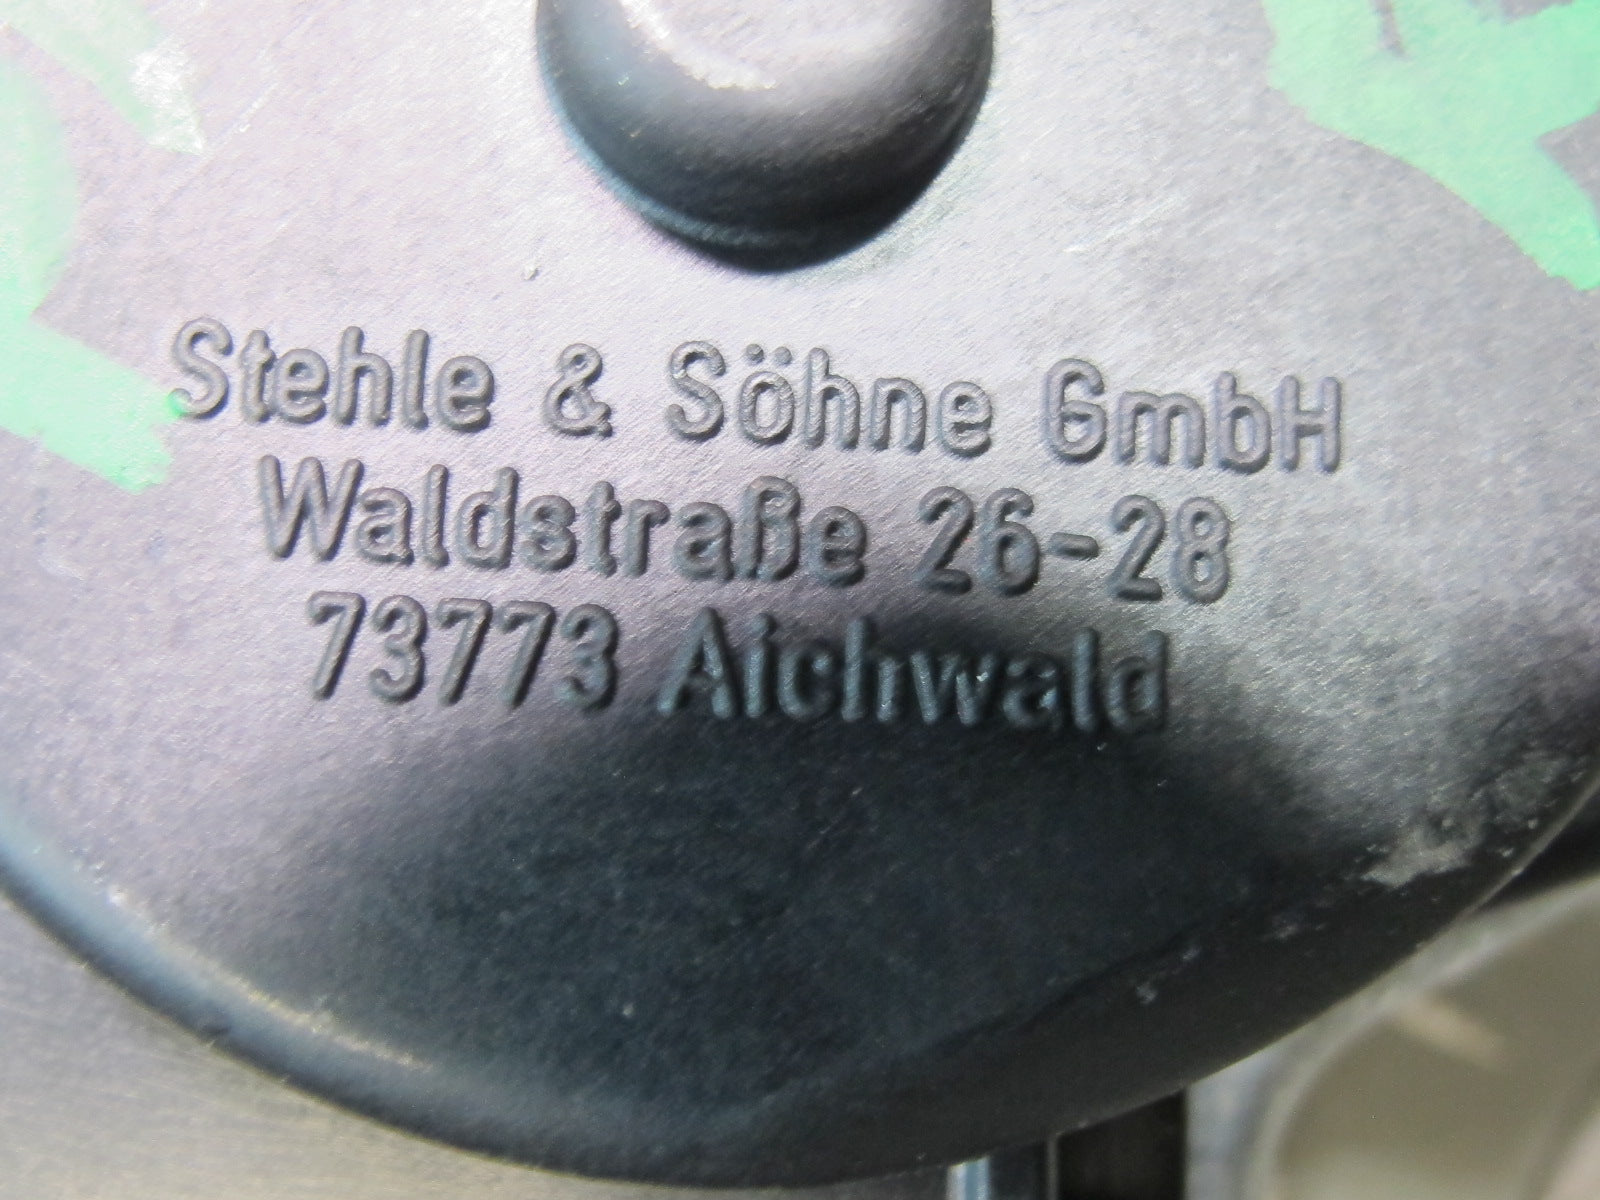 Stehle & Söhne GmbH
Waldstraße 26-28
73773 Aichwald